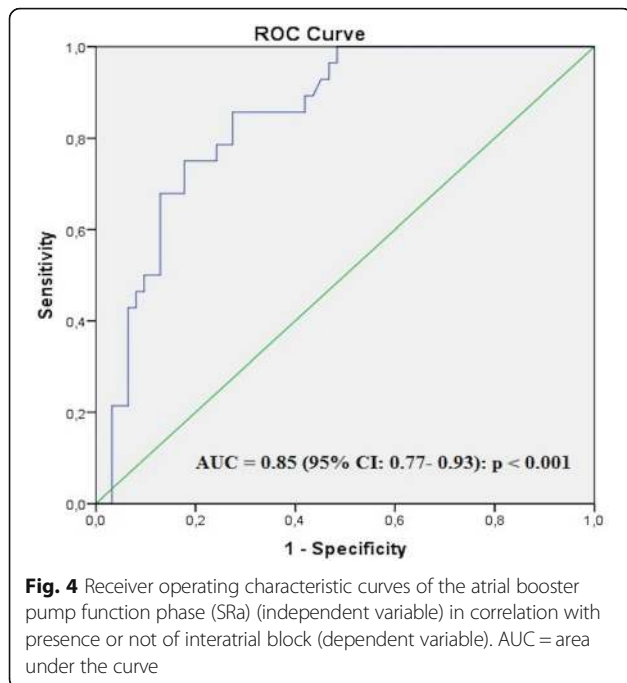 ROC Curve
1,0
0,8
0,6
0,4
0,2
0,0
Sensitivity
AUC = 0.85 (95% CI: 0.77- 0.93): p < 0.001
0,0 0,2 0,4 0,6 0,8 1,0
1 - Specificity
Fig. 4 Receiver operating characteristic curves of the atrial booster
pump function phase (SRa) (independent variable) in correlation with
presence or not of interatrial block (dependent variable). AUC = area
under the curve